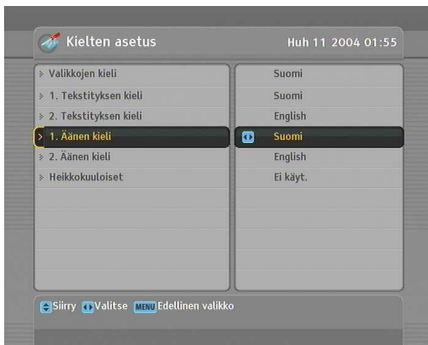 Kielten asetus Huh 11 2004 01:55
Valikkojen kieli Suomi
1. Tekstityksen kieli Suomi
2. Tekstityksen kieli English
1. Äänen kieli Suomi
2. Äänen kieli English
Heikkokuuloiset Ei käyt.
Siirry Valitse MENU Edellinen valikko